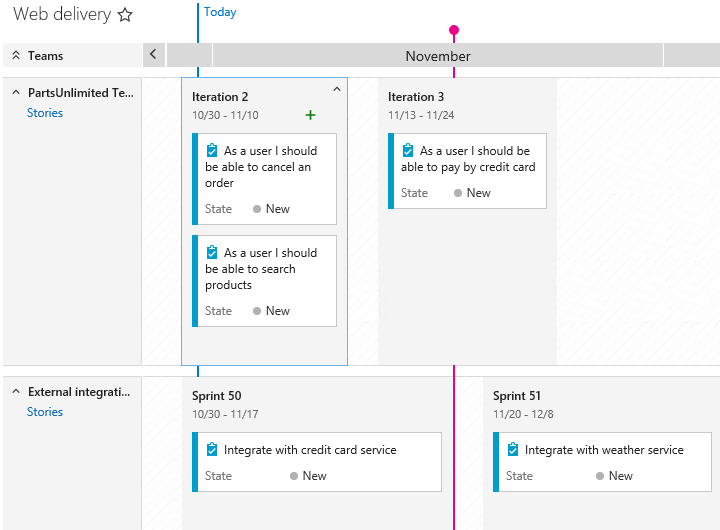 Web delivery
Today
Teams
November
PartsUnlimited Te...
Stories
Iteration 2
10/30 - 11/10
As a user I should
be able to cancel an
order
State New
As a user I should
be able to search
products
State New
Iteration 3
11/13 - 11/24
As a user I should be
able to pay by credit card
State New
External integrati...
Stories
Sprint 50
10/30 - 11/17
Integrate with credit card service
State New
Sprint 51
11/20 - 12/8
Integrate with weather service
State New